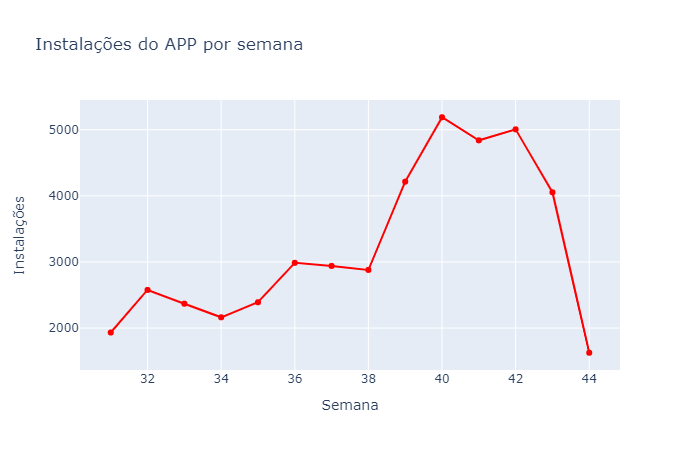 Instalações do APP por semana
5000
4000
3000
2000
Instalações
32 34 36 38 40 42 44
Semana